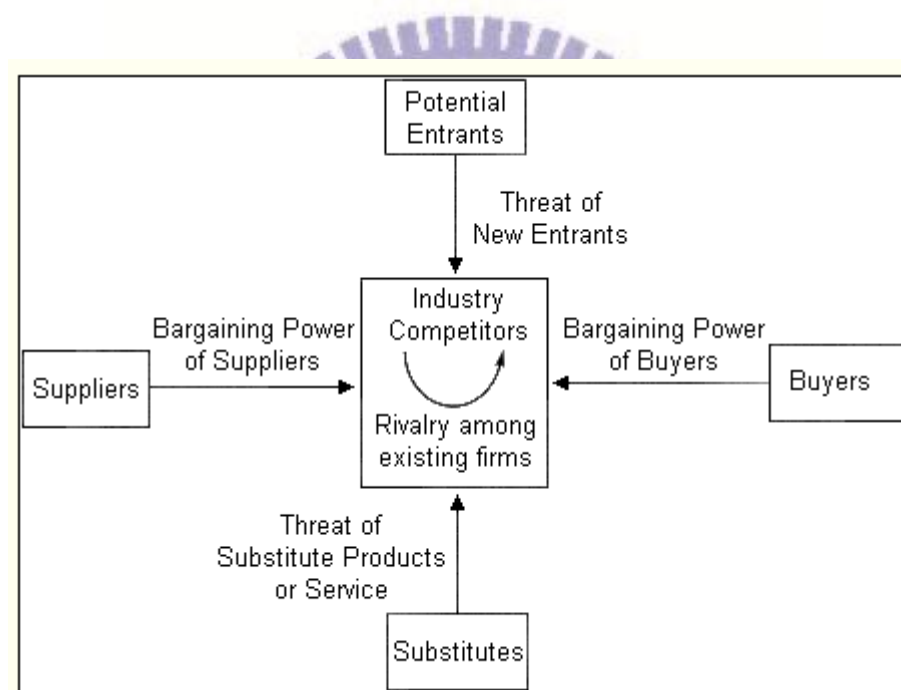 Potential
Entrants
Threat of
New Entrants
Industry
Competitors
Bargaining Power
of Suppliers
Bargaining Power
of Buyers
Suppliers
Buyers
Rivalry among
existing firms
Threat of
Substitute Products
or Service
Substitutes